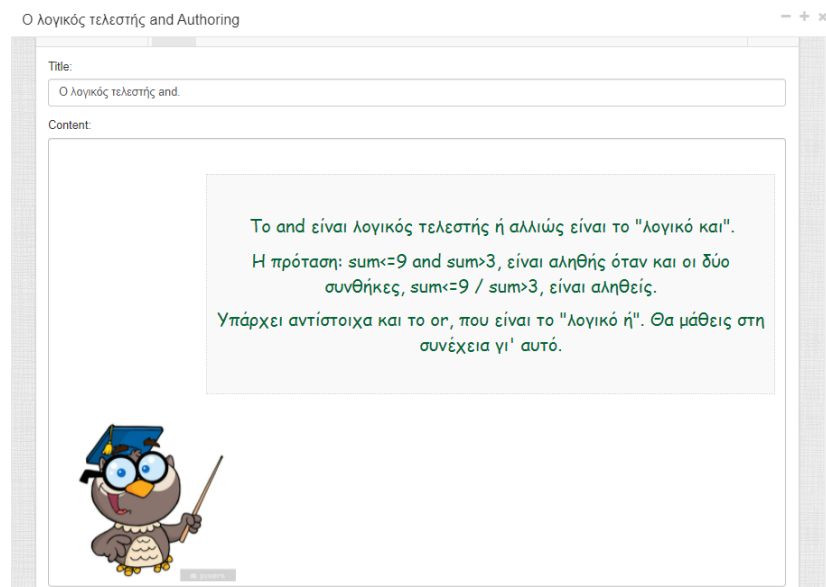 Ο λογικός τελεστής and Authoring
Title:
Ο λογικός τελεστής and.
Content:
Το and είναι λογικός τελεστής ή αλλιώς είναι το "λογικό και".
Η πρόταση: sum<=9 and sum>3, είναι αληθής όταν και οι δύο
συνθήκες, sum<=9 / sum>3, είναι αληθείς.
Υπάρχει αντίστοιχα και το or, που είναι το "λογικό ή". Θα μάθεις στη
συνέχεια γι' αυτό.